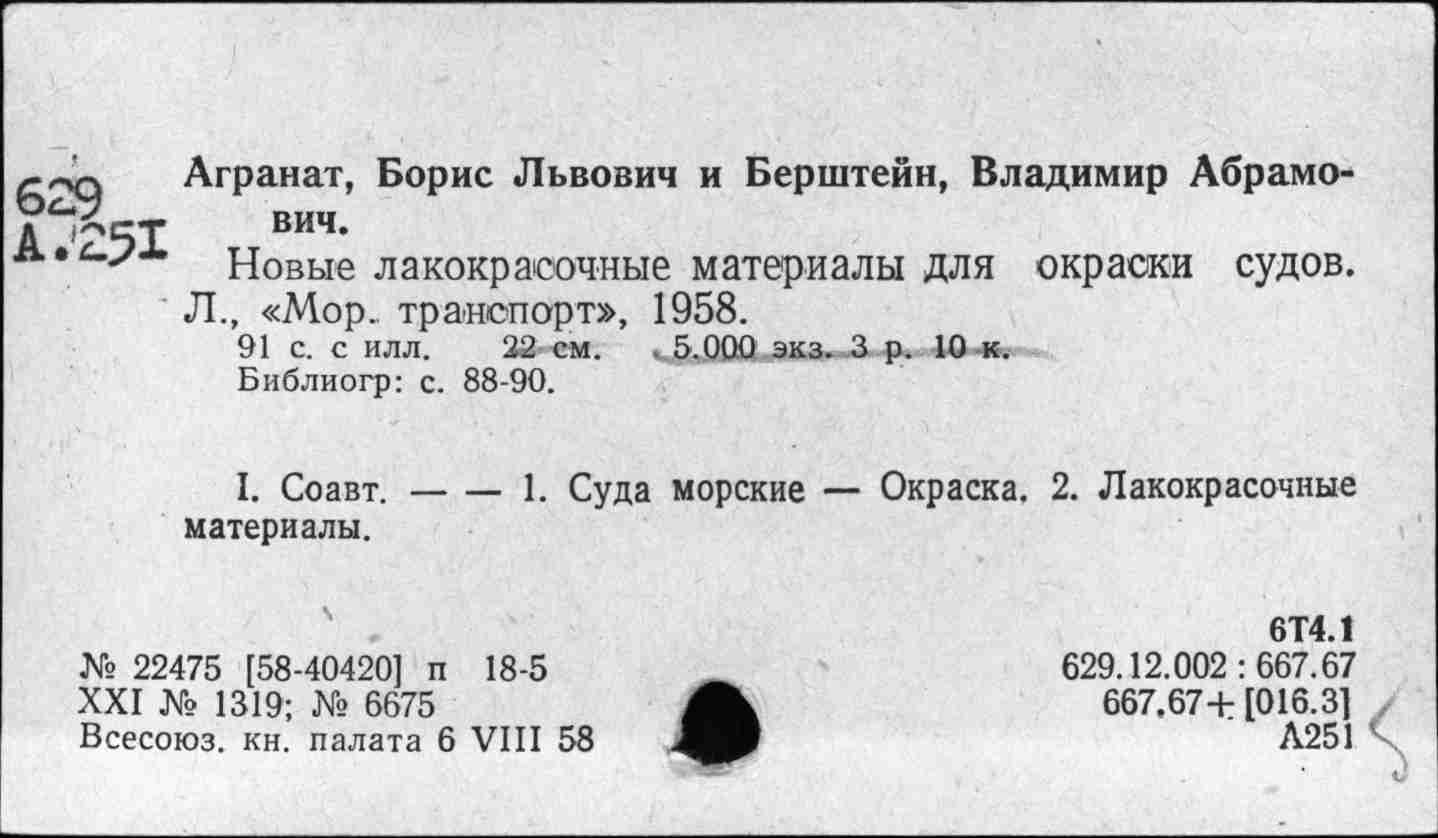 629
А.251
Агранат, Борис Львович и Берштейн, Владимир Абрамо-
вич.
Новые лакокрасочные материалы для окраски судов.
Л., «Мор. транспорт», 1958.
91 с. с илл. 22 см. 5.000 экз. 3 р. 10 к.
Библиогр: с. 88-90.
I. Соавт. — — 1. Суда морские — Окраска. 2. Лакокрасочные
материалы.
6Т4.1
№ 22475 [58-40420] п 18-5
629.12.002 : 667.67
XXI № 1319; № 6675
667.67+[016.3]
Всесоюз. кн. палата 6 VIII 58
А251